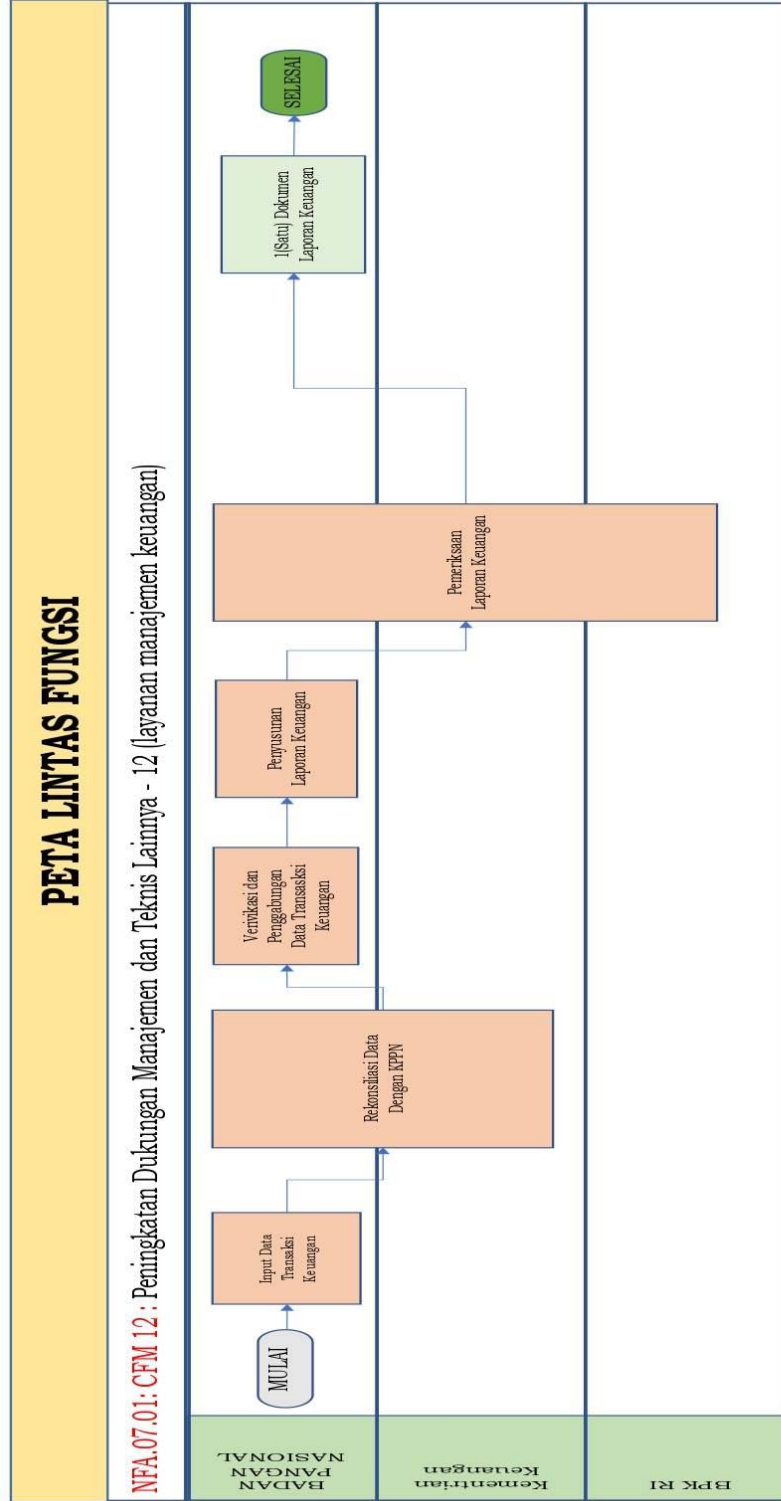 PETA LINTAS FUNGSI
NFA.07.01: CFM 12 : Peningkatan Dukungan Manajemen dan Teknis Lainnya - 12 (layanan manajemen keuangan)
BADAN
PANGAN
NASIONAL
MULAI
Input Data
Transaksi
Keuangan
Rekonsiliasi Data
Dengan KPPN
Verivikasi dan
Penggabungan
Data Transaski
Keuangan
Penyusunan
Laporan Keuangan
Pemeriksaan
Laporan Keuangan
1(Satu) Dokumen
Laporan Keuangan
SELESAI
Kementrian
Keuangan
BPK RI